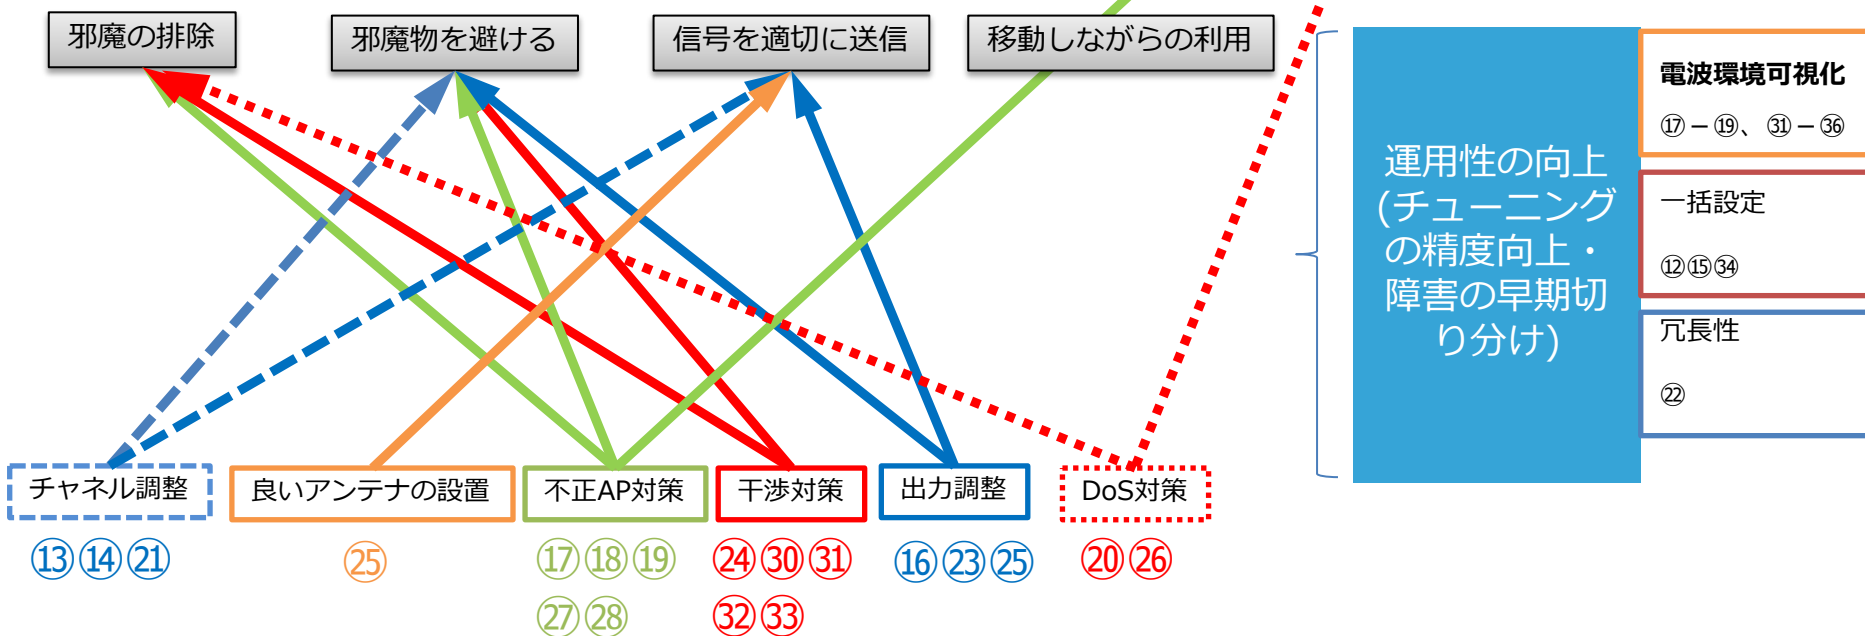 邪魔の排除
邪魔物を避ける
信号を適切に送信
移動しながらの利用
チャネル調整
良いアンテナの設置
不正AP対策
干渉対策
出力調整
DoS対策
⑬⑭㉑
㉕
⑰⑱⑲
㉗㉘
㉔㉚㉛
㉜㉝
⑯㉓㉕
⑳㉖
運用性の向上
(チューニング
の精度向上・
障害の早期切
り分け)
電波環境可視化
⑰－⑲、㉛－㊱
一括設定
⑫⑮㉞
冗長性
㉒